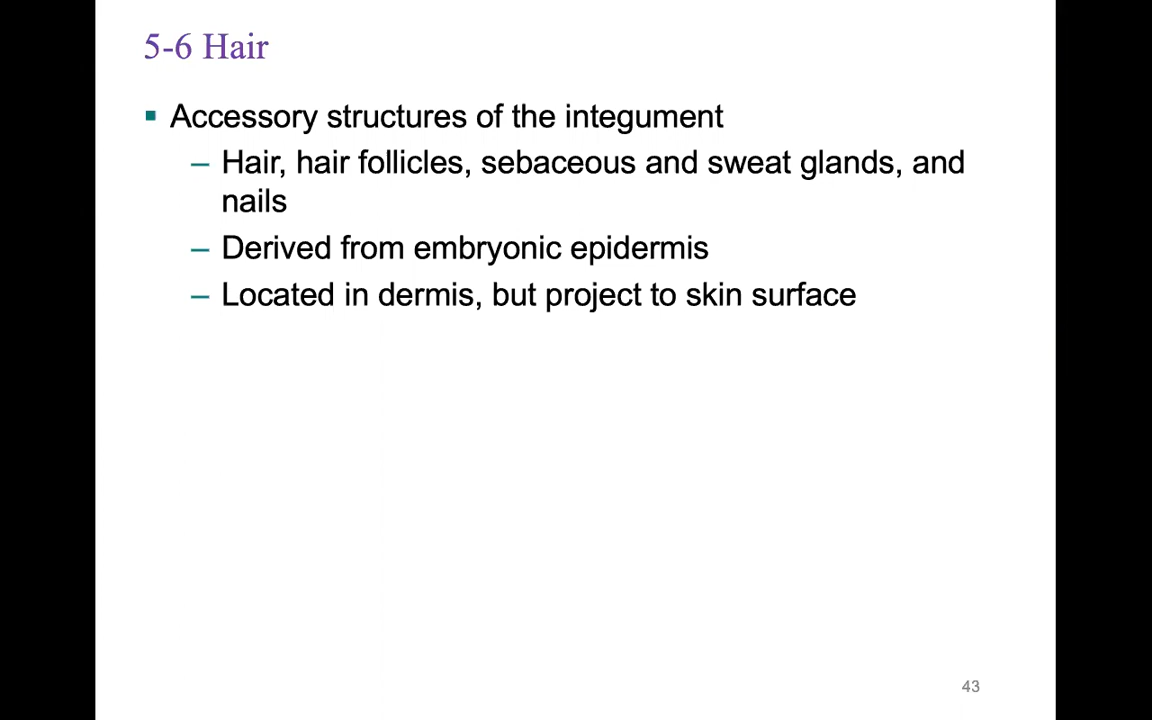 5-6 Hair
▪ Accessory structures of the integument
– Hair, hair follicles, sebaceous and sweat glands, and
nails
– Derived from embryonic epidermis
– Located in dermis, but project to skin surface
43